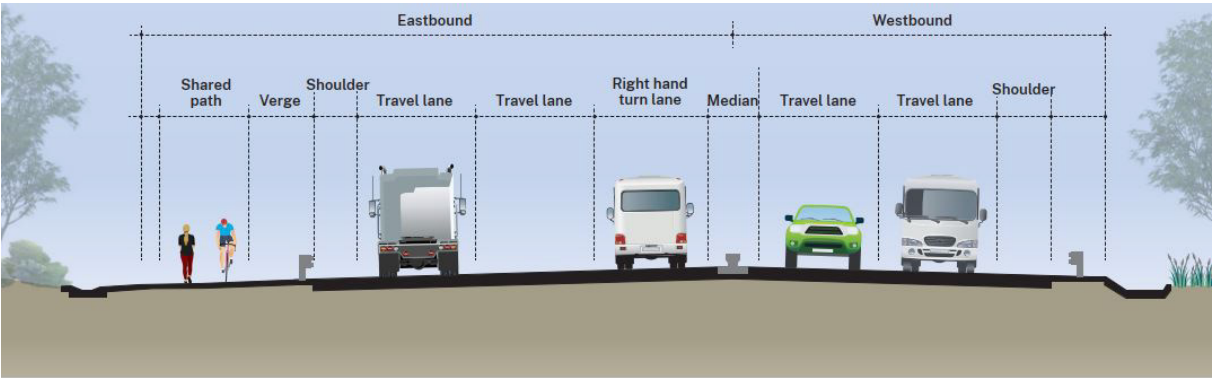 Eastbound
Westbound
Shared
path
Verge
Shoulder
Travel lane
Travel lane
Right hand
turn lane
Median
Travel lane
Travel lane
Shoulder